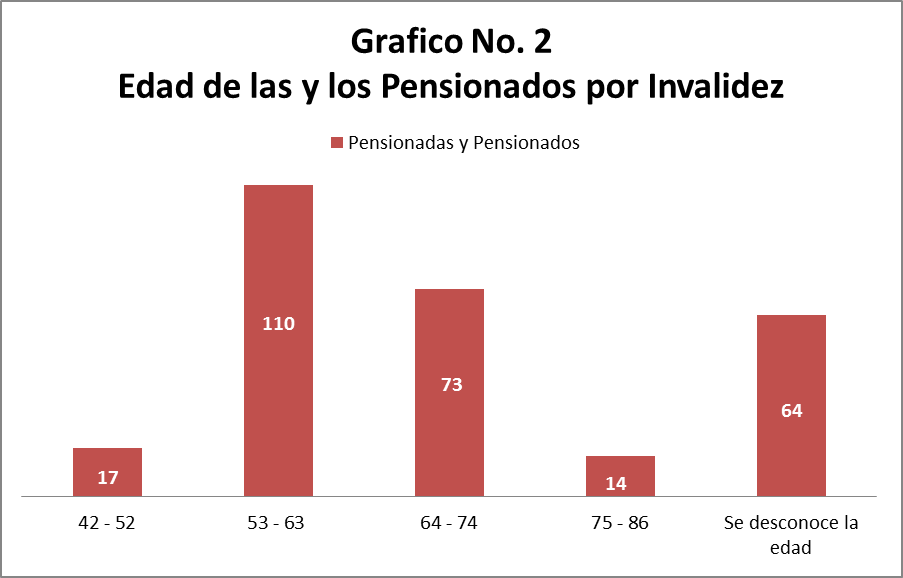 Grafico No. 2
Edad de las y los Pensionados por Invalidez
Pensionadas y Pensionados
17
110
73
14
64
42 - 52
53 - 63
64 - 74
75 - 86
Se desconoce la
edad